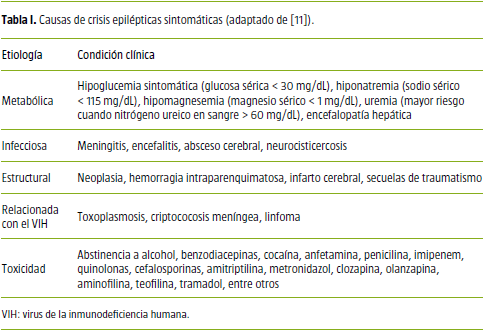 Tabla I. Causas de crisis epilépticas sintomáticas (adaptado de [11]).
Etiología Condición clínica
Metabólica Hipoglucemia sintomática (glucosa sérica < 30 mg/dL), hiponatremia (sodio sérico
< 115 mg/dL), hipomagnesemia (magnesio sérico < 1 mg/dL), uremia (mayor riesgo
cuando nitrógeno ureico en sangre > 60 mg/dL), encefalopatía hepática
Infecciosa Meningitis, encefalitis, absceso cerebral, neurocisticercosis
Estructural Neoplasia, hemorragia intraparenquimatosa, infarto cerebral, secuelas de traumatismo
Relacionada
con el VIH Toxoplasmosis, criptococosis meníngea, linfoma
Toxicidad Abstinencia a alcohol, benzodiacepinas, cocaína, anfetamina, penicilina, imipenem,
quinolonas, cefalosporinas, amitriptilina, metronidazol, clozapina, olanzapina,
aminofilina, teofilina, tramadol, entre otros
VIH: virus de la inmunodeficiencia humana.